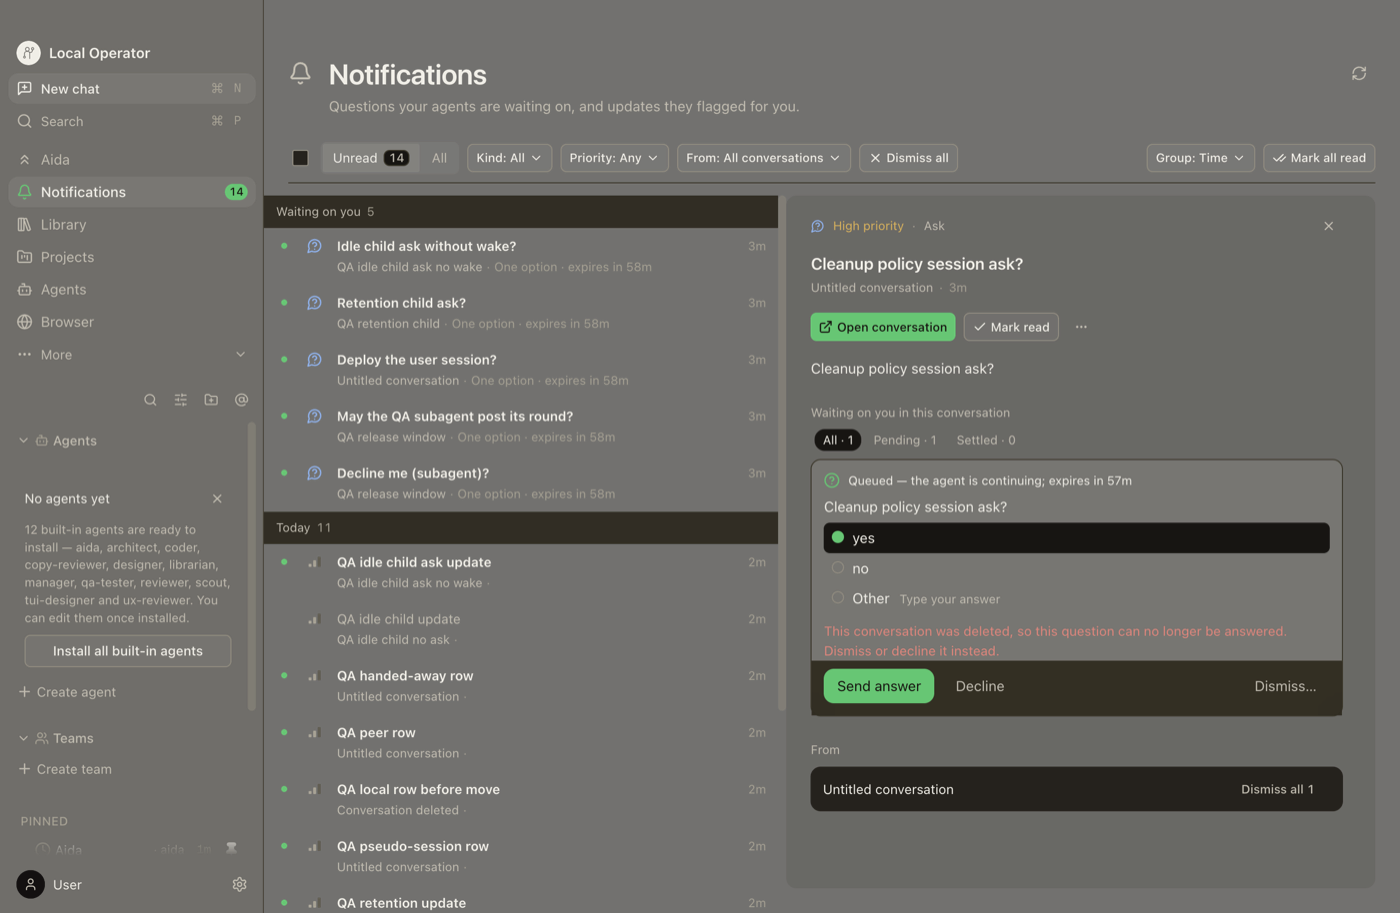 Local Operator
New chat ⌘ N
Search ⌘ P
Aida
Notifications 14
Library
Projects
Agents
Browser
More
Agents
No agents yet
12 built-in agents are ready to
install — aida, architect, coder,
copy-reviewer, designer, librarian,
manager, qa-tester, reviewer, scout,
tui-designer and ux-reviewer. You
can edit them once installed.
Install all built-in agents
Create agent
Teams
Create team
PINNED
Aida aida 1m
User
Notifications
Questions your agents are waiting on, and updates they flagged for you.
Unread 14 All Kind: All Priority: Any From: All conversations Dismiss all Group: Time Mark all read
Waiting on you 5
Idle child ask without wake? 3m
QA idle child ask no wake · One option · expires in 58m
Retention child ask? 3m
QA retention child · One option · expires in 58m
Deploy the user session? 3m
Untitled conversation · One option · expires in 58m
May the QA subagent post its round? 3m
QA release window · One option · expires in 58m
Decline me (subagent)? 3m
QA release window · One option · expires in 58m
Today 11
QA idle child ask update 2m
QA idle child ask no wake ·
QA idle child update 2m
QA idle child no ask ·
QA handed-away row 2m
Untitled conversation ·
QA peer row 2m
Untitled conversation ·
QA local row before move 2m
Conversation deleted ·
QA pseudo-session row 2m
Untitled conversation ·
QA retention update 2m
High priority · Ask
Cleanup policy session ask?
Untitled conversation · 3m
Open conversation Mark read
Cleanup policy session ask?
Waiting on you in this conversation
All · 1 Pending · 1 Settled · 0
Queued — the agent is continuing; expires in 57m
Cleanup policy session ask?
yes
no
Other Type your answer
This conversation was deleted, so this question can no longer be answered.
Dismiss or decline it instead.
Send answer Decline Dismiss...
From
Untitled conversation Dismiss all 1